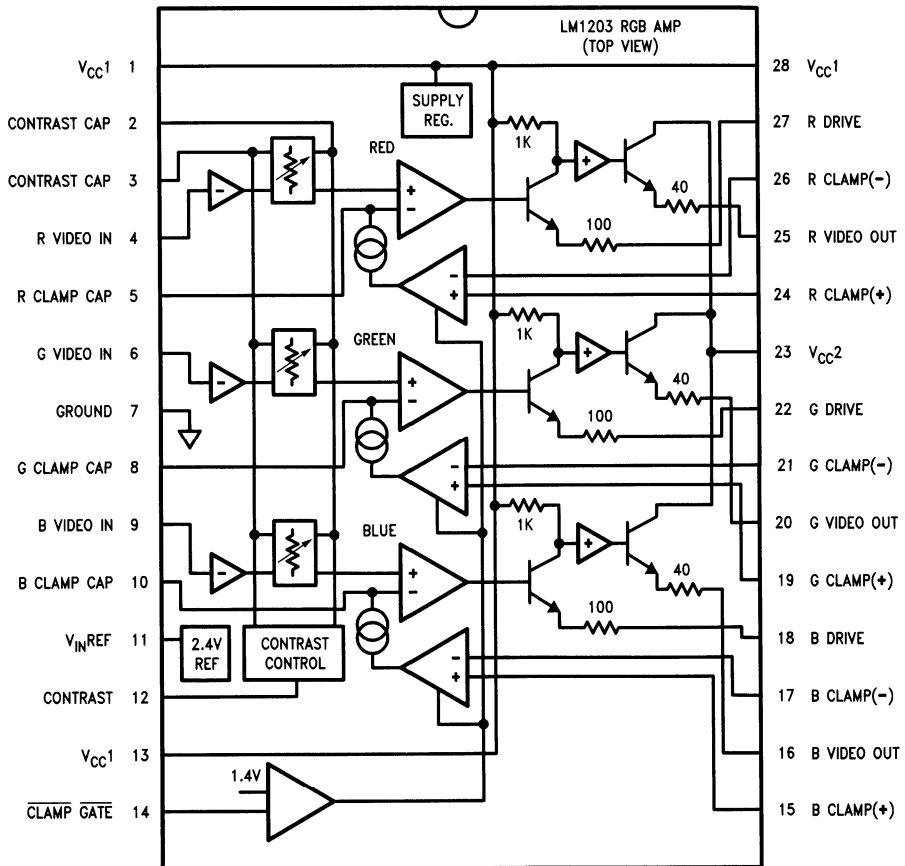 LM1203 RGB AMP
(TOP VIEW)
VCC1 1
28 VCC1
SUPPLY
REG.
CONTRAST CAP 2
27 R DRIVE
1K
RED
CONTRAST CAP 3
26 R CLAMP(-)
40
+
-
+
-
R VIDEO IN 4
25 R VIDEO OUT
100
-
+
R CLAMP CAP 5
24 R CLAMP(+)
1K
GREEN
G VIDEO IN 6
23 VCC2
+
40
-
+
-
GROUND 7
22 G DRIVE
100
G CLAMP CAP 8
21 G CLAMP(-)
-
+
1K
B VIDEO IN 9
20 G VIDEO OUT
BLUE
+
40
-
+
-
B CLAMP CAP 10
19 G CLAMP(+)
100
VINREF 11
2.4V
REF
CONTRAST
CONTROL
18 B DRIVE
-
+
CONTRAST 12
17 B CLAMP(-)
VCC1 13
16 B VIDEO OUT
1.4V
CLAMP GATE 14
15 B CLAMP(+)